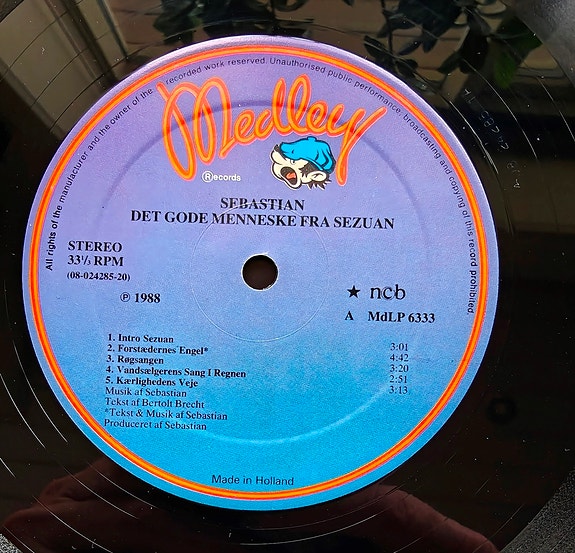 All rights of the manufacturer and the owner of the recorded work reserved. Unauthorised public performance, broadcasting and copying of this record prohibited.
Medley
Ⓡecords
SEBASTIAN
DET GODE MENNESKE FRA SEZUAN
STEREO
33⅓ RPM
(08-024285-20)
℗ 1988
★ ncb
A MdLP 6333
1. Intro Sezuan 3:01
2. Forstædernes Engel* 4:42
3. Røgsangen 3:20
4. Vandsælgerens Sang I Regnen 2:51
5. Kærlighedens Veje 3:13
Musik af Sebastian
Tekst af Bertolt Brecht
*Tekst & Musik af Sebastian
Produceret af Sebastian
Made in Holland